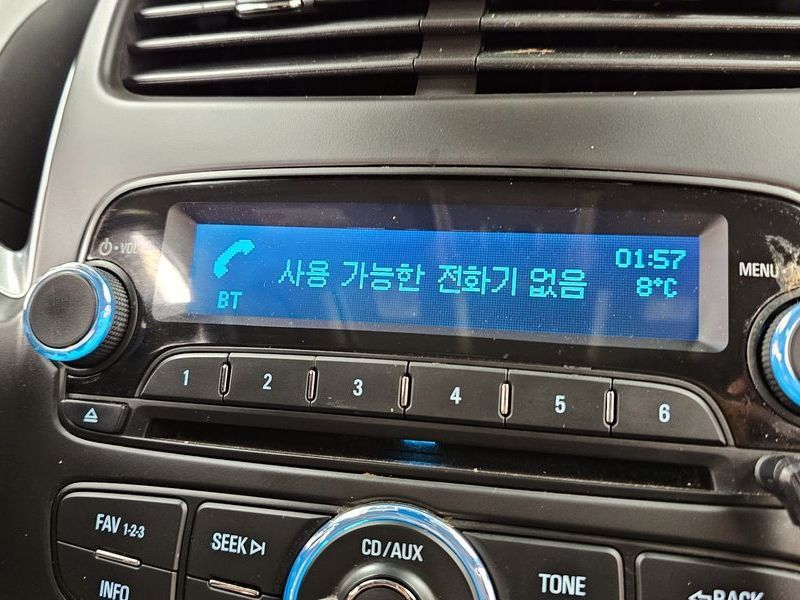 ⏻•VOL
01:57
사용 가능한 전화기 없음
8°C
BT
MENU
1 2 3 4 5 6
FAV 1-2-3
SEEK
CD/AUX
TONE
INFO
BACK